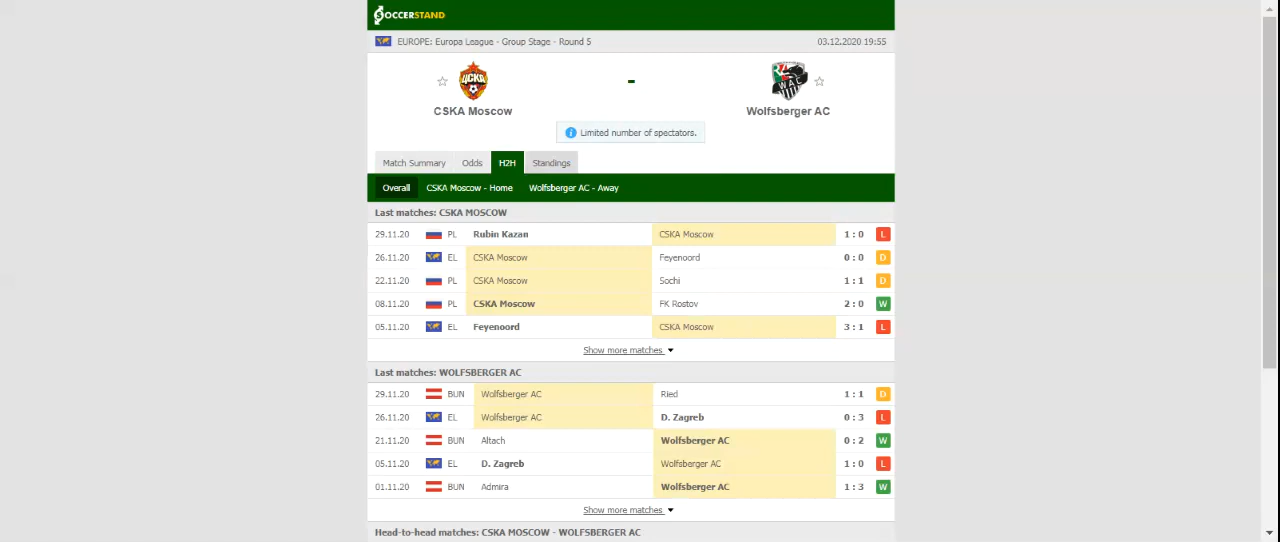 SOCCERSTAND
EUROPE: Europa League - Group Stage - Round 5 03.12.2020 19:55
ЦСКА WAC
-
CSKA Moscow Wolfsberger AC
Limited number of spectators.
Match Summary Odds H2H Standings
Overall CSKA Moscow - Home Wolfsberger AC - Away
Last matches: CSKA MOSCOW
29.11.20 PL Rubin Kazan CSKA Moscow 1 : 0 L
26.11.20 EL CSKA Moscow Feyenoord 0 : 0 D
22.11.20 PL CSKA Moscow Sochi 1 : 1 D
08.11.20 PL CSKA Moscow FK Rostov 2 : 0 W
05.11.20 EL Feyenoord CSKA Moscow 3 : 1 L
Show more matches
Last matches: WOLFSBERGER AC
29.11.20 BUN Wolfsberger AC Ried 1 : 1 D
26.11.20 EL Wolfsberger AC D. Zagreb 0 : 3 L
21.11.20 BUN Altach Wolfsberger AC 0 : 2 W
05.11.20 EL D. Zagreb Wolfsberger AC 1 : 0 L
01.11.20 BUN Admira Wolfsberger AC 1 : 3 W
Show more matches
Head-to-head matches: CSKA MOSCOW - WOLFSBERGER AC